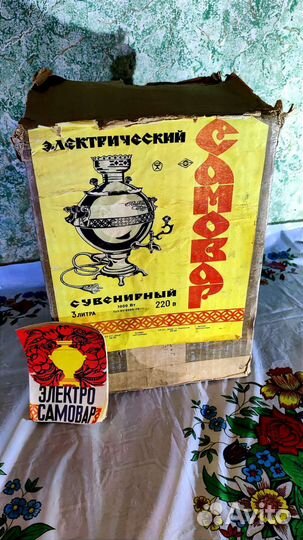 ЭЛЕКТРИЧЕСКИЙ
САМОВАР
СУВЕНИРНЫЙ
3 ЛИТРА
1000 Вт
220 В
ЭЛЕКТРО
САМОВАР
Avito